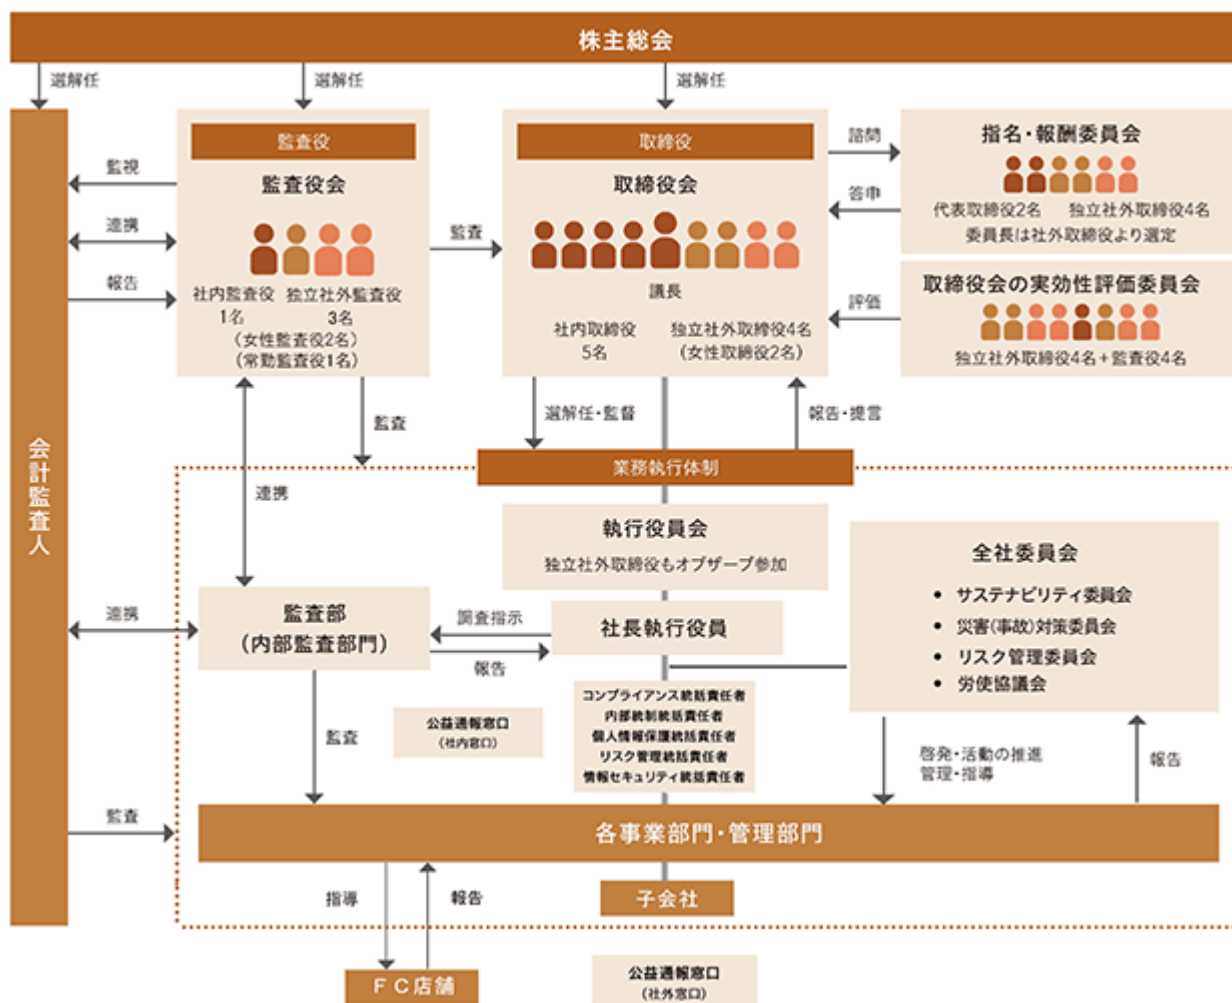 株主総会
選解任
選解任
選解任
監査役
監査役会
社内監査役
1名
独立社外監査役
3名
(女性監査役2名)
(常勤監査役1名)
監視
連携
報告
監査
取締役
取締役会
議長
社内取締役
5名
独立社外取締役4名
(女性取締役2名)
諮問
答申
評価
指名・報酬委員会
代表取締役2名 独立社外取締役4名
委員長は社外取締役より選定
取締役会の実効性評価委員会
独立社外取締役4名+監査役4名
会計監査人
監査
連携
選解任・監督
報告・提言
業務執行体制
執行役員会
独立社外取締役もオブザーブ参加
社長執行役員
調査指示
報告
連携
監査部
(内部監査部門)
全社委員会
• サステナビリティ委員会
• 災害(事故)対策委員会
• リスク管理委員会
• 労使協議会
コンプライアンス統括責任者
内部統制統括責任者
個人情報保護統括責任者
リスク管理統括責任者
情報セキュリティ統括責任者
公益通報窓口
(社内窓口)
監査
啓発・活動の推進
管理・指導
報告
監査
各事業部門・管理部門
子会社
指導
報告
FC店舗
公益通報窓口
(社外窓口)